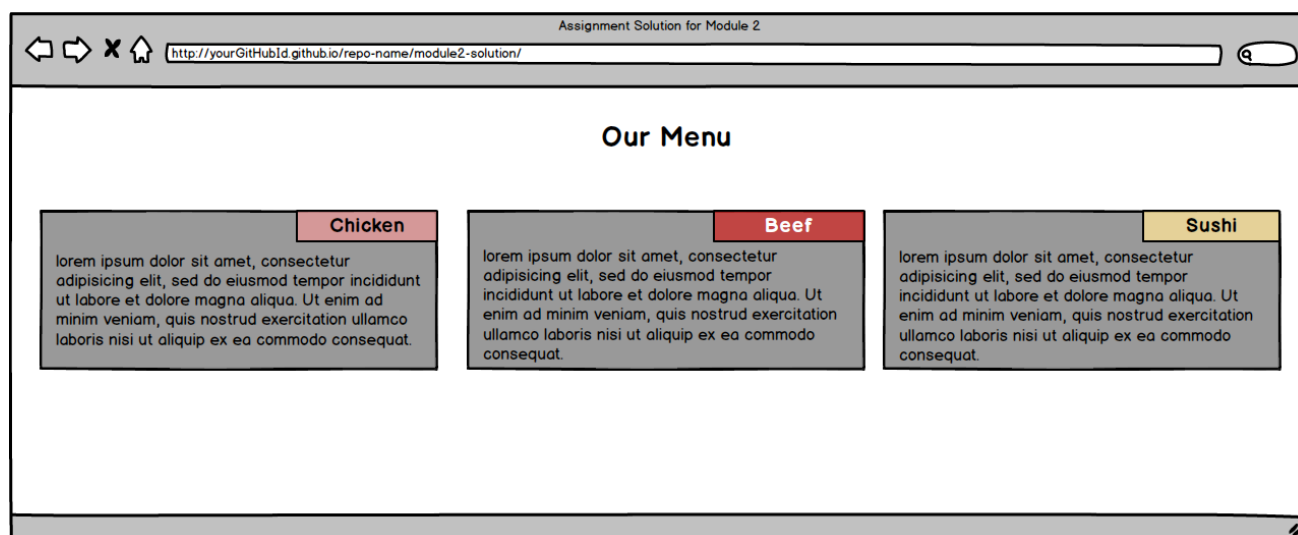 Assignment Solution for Module 2
http://yourGitHubId.github.io/repo-name/module2-solution/
Our Menu
Chicken
lorem ipsum dolor sit amet, consectetur
adipisicing elit, sed do eiusmod tempor incididunt
ut labore et dolore magna aliqua. Ut enim ad
minim veniam, quis nostrud exercitation ullamco
laboris nisi ut aliquip ex ea commodo consequat.
Beef
lorem ipsum dolor sit amet, consectetur
adipisicing elit, sed do eiusmod tempor
incididunt ut labore et dolore magna aliqua. Ut
enim ad minim veniam, quis nostrud exercitation
ullamco laboris nisi ut aliquip ex ea commodo
consequat.
Sushi
lorem ipsum dolor sit amet, consectetur
adipisicing elit, sed do eiusmod tempor
incididunt ut labore et dolore magna aliqua. Ut
enim ad minim veniam, quis nostrud exercitation
ullamco laboris nisi ut aliquip ex ea commodo
consequat.